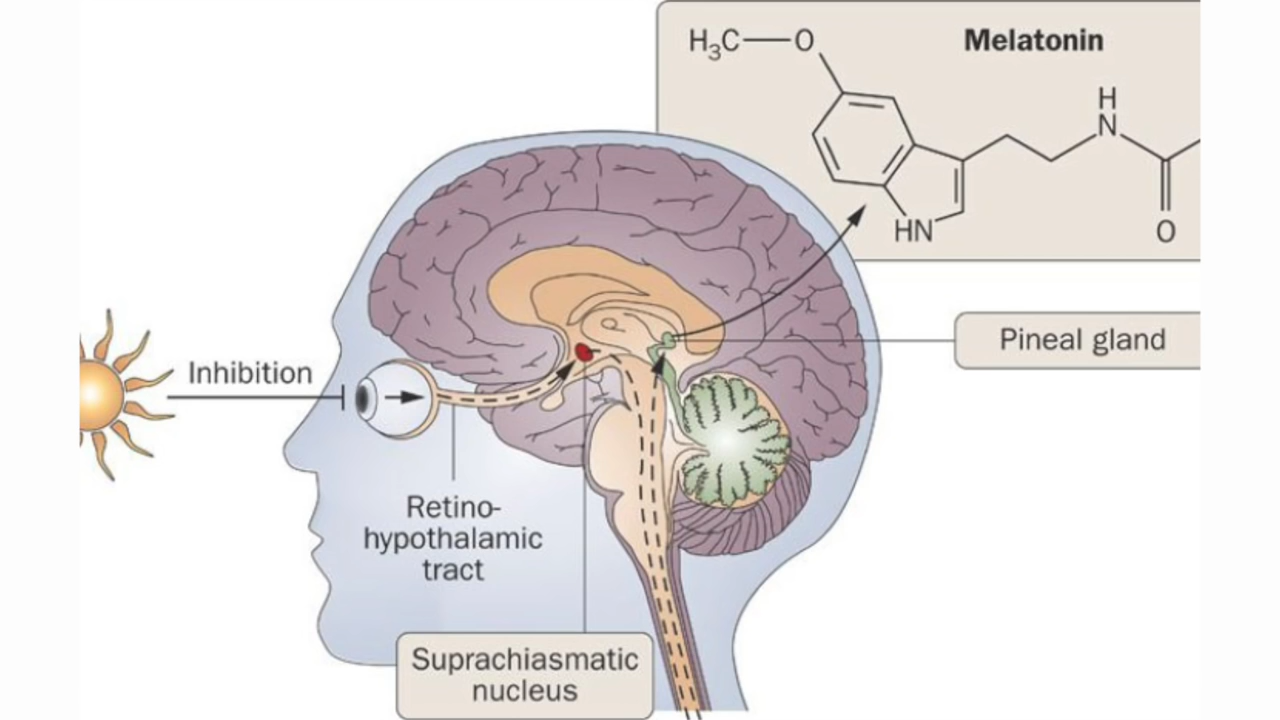 H₃C
O
Melatonin
H
N
HN
O
Pineal gland
Inhibition
Retino-
hypothalamic
tract
Suprachiasmatic
nucleus